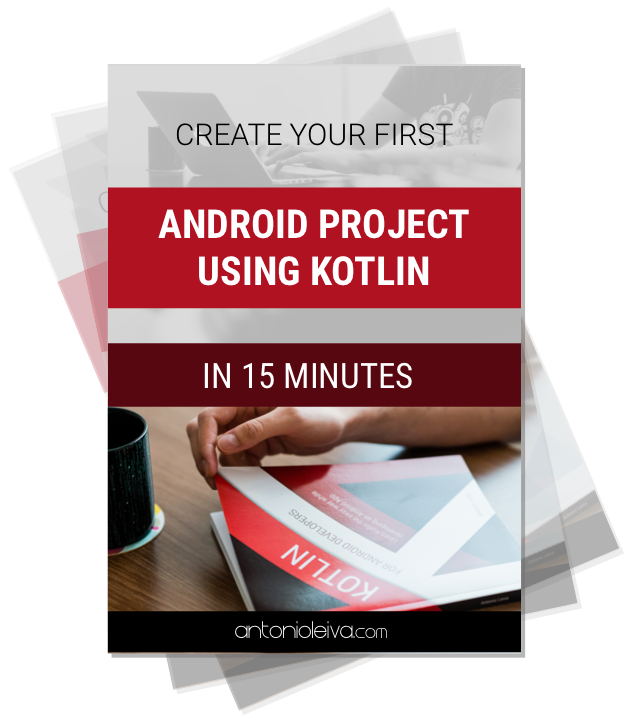 CREATE YOUR FIRST
ANDROID PROJECT
USING KOTLIN
IN 15 MINUTES
KOTLIN
FOR ANDROID DEVELOPERS
antonioleiva.com